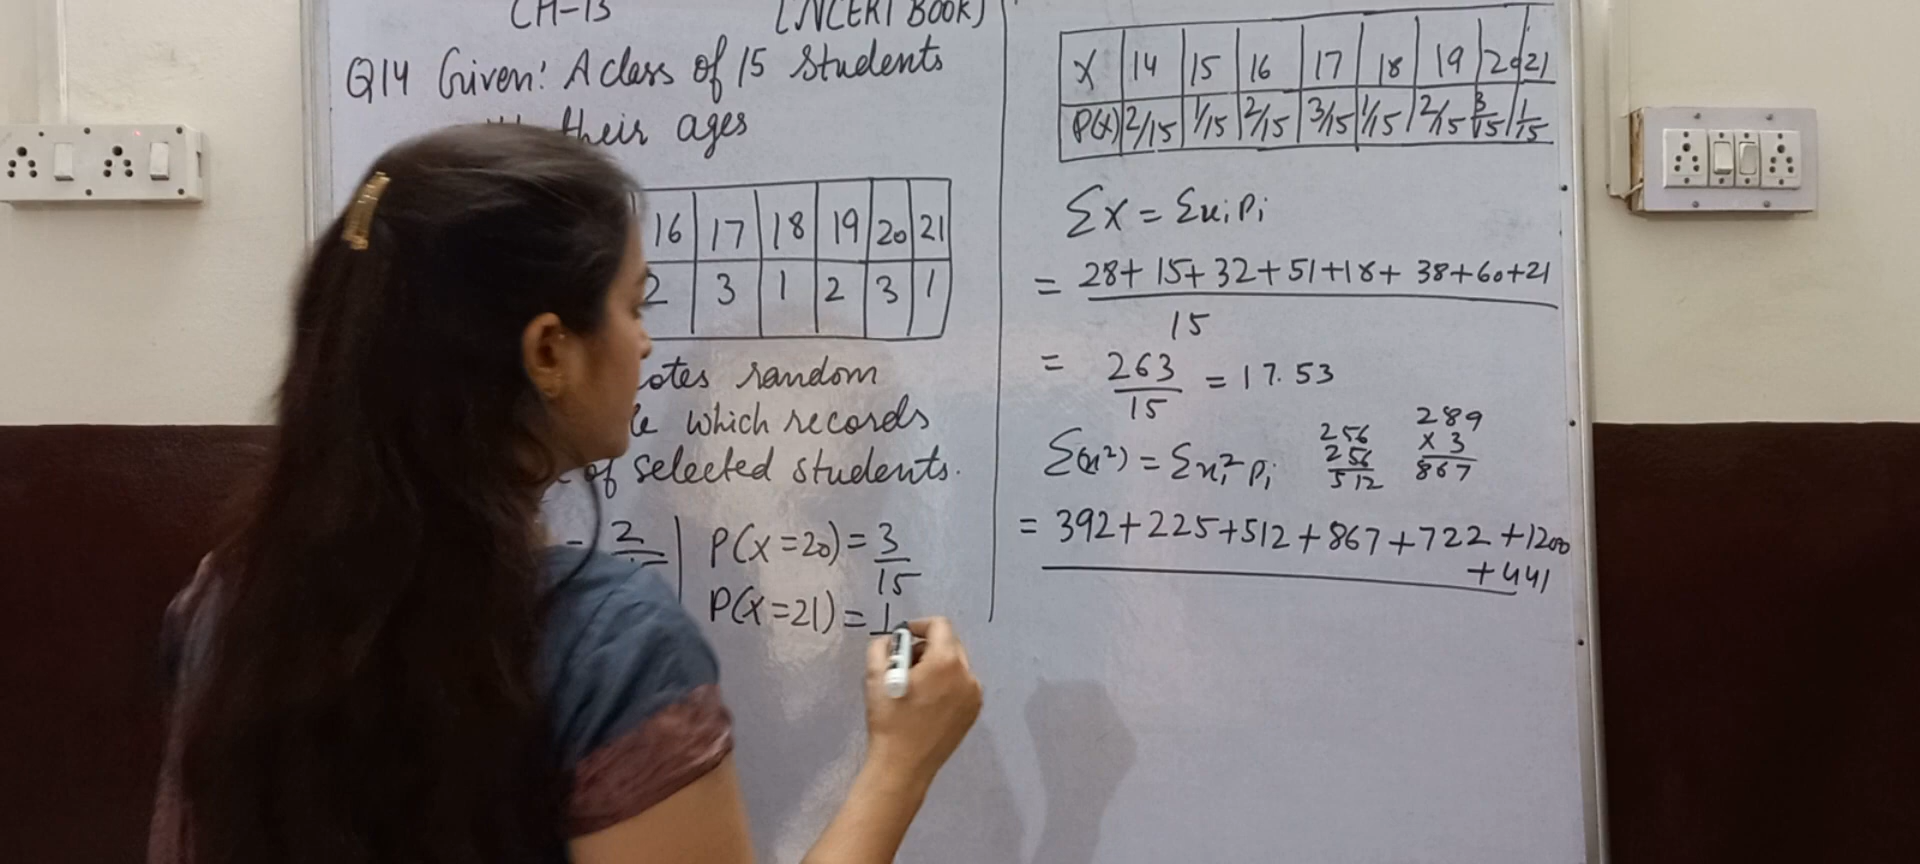 CH-13 [NCERT BOOK]
Q14 Given: A class of 15 Students
their ages
16 17 18 19 20 21
2 3 1 2 3 1
otes random
le which records
of selected students.
2 P(X=20)=3/15
P(X=21)=1
X 14 15 16 17 18 19 20 21
P(X) 2/15 1/15 2/15 3/15 1/15 2/15 3/15 1/15
ΣX = Σxipi
= 28+15+32+51+18+38+60+21
15
= 263/15 = 17.53
Σ(x²) = Σxi²pi
256
256
512
289
x 3
867
= 392+225+512+867+722+1200
+441